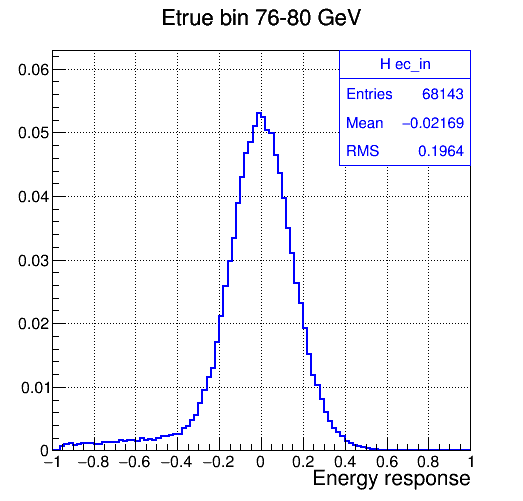 Etrue bin 76-80 GeV
H ec_in
Entries 68143
Mean −0.02169
RMS 0.1964
0.06
0.05
0.04
0.03
0.02
0.01
0
−1 −0.8 −0.6 −0.4 −0.2 0 0.2 0.4 0.6 0.8 1
Energy response